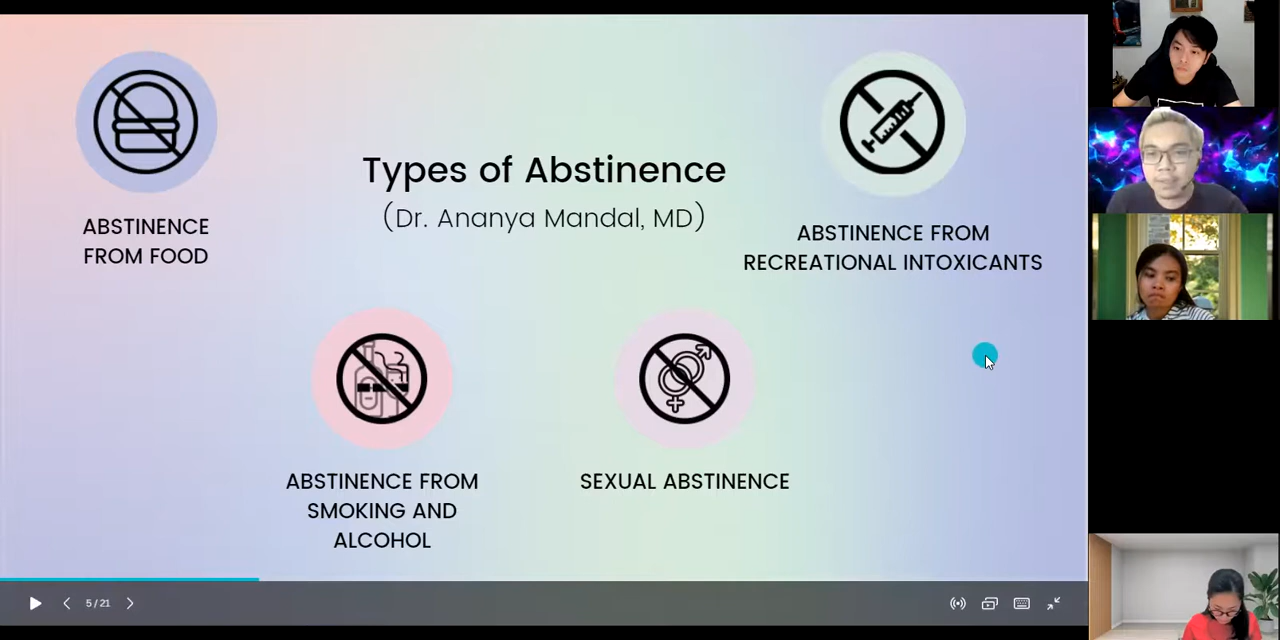 Types of Abstinence
(Dr. Ananya Mandal, MD)
ABSTINENCE
FROM FOOD
ABSTINENCE FROM
RECREATIONAL INTOXICANTS
ABSTINENCE FROM
SMOKING AND
ALCOHOL
SEXUAL ABSTINENCE
5 / 21